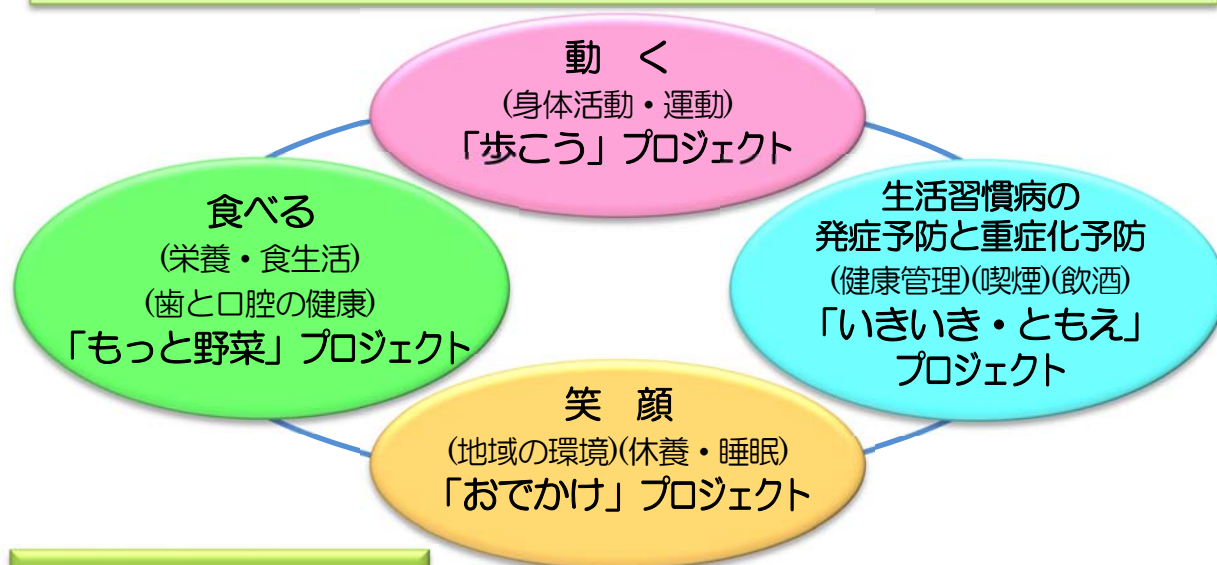 動　く
(身体活動・運動)
「歩こう」プロジェクト
食べる
(栄養・食生活)
(歯と口腔の健康)
「もっと野菜」プロジェクト
生活習慣病の
発症予防と重症化予防
(健康管理)(喫煙)(飲酒)
「いきいき・ともえ」
プロジェクト
笑　顔
(地域の環境)(休養・睡眠)
「おでかけ」プロジェクト